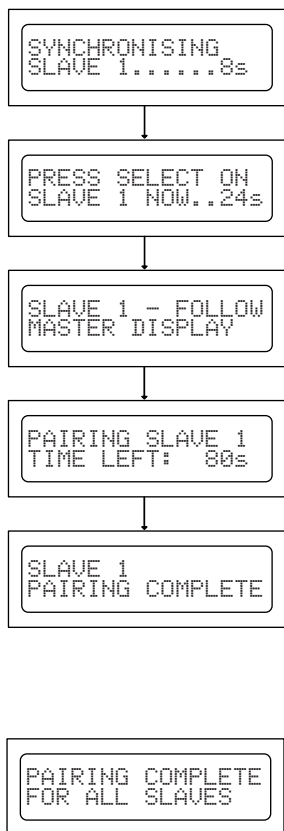 SYNCHRONISING
SLAVE 1......8s
PRESS SELECT ON
SLAVE 1 NOW..24s
SLAVE 1 - FOLLOW
MASTER DISPLAY
PAIRING SLAVE 1
TIME LEFT: 80s
SLAVE 1
PAIRING COMPLETE
PAIRING COMPLETE
FOR ALL SLAVES